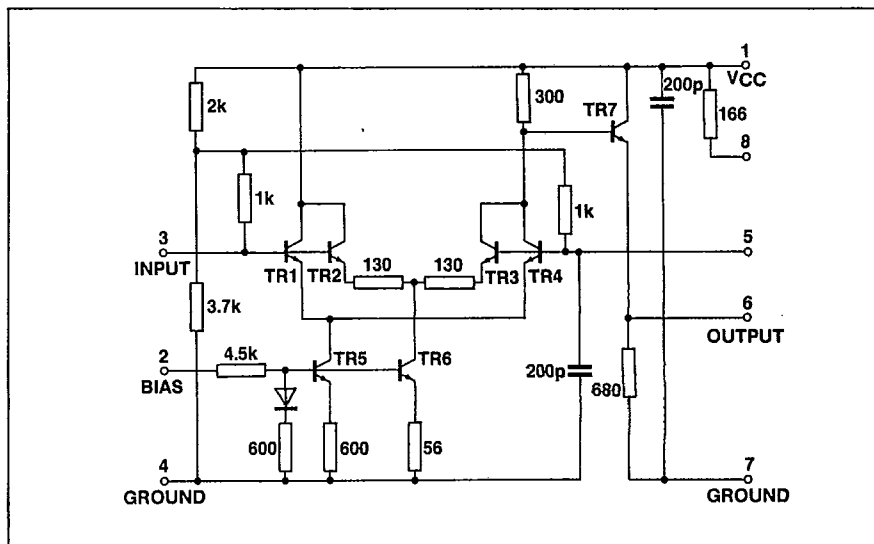 1
VCC
2k
300
200p
166
TR7
8
1k
1k
3
INPUT
TR1
TR2
130
130
TR3
TR4
5
3.7k
6
OUTPUT
2
BIAS
4.5k
TR5
TR6
200p
680
600
600
56
4
GROUND
7
GROUND